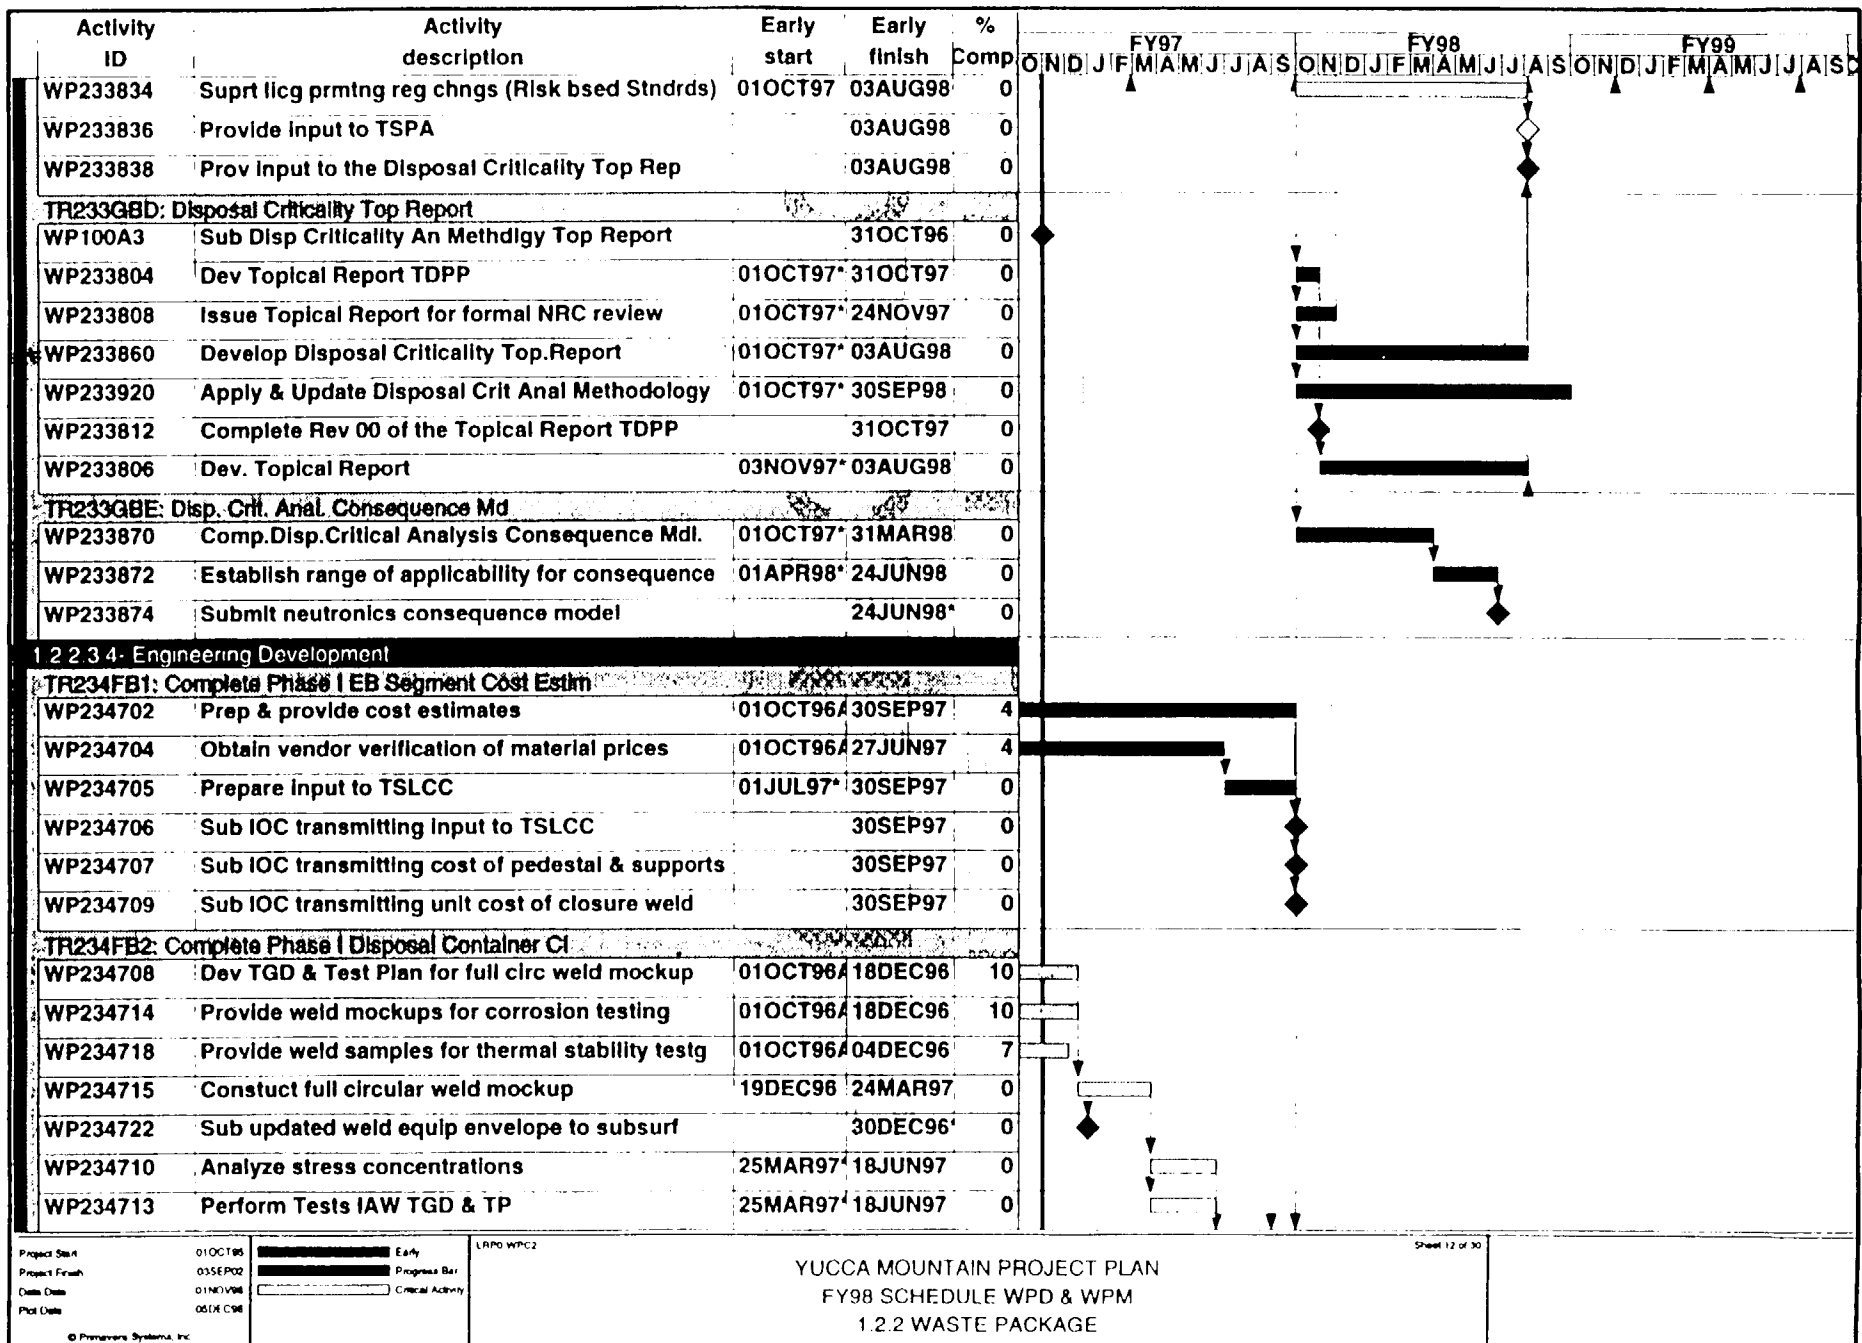 Activity ID Activity description Early start Early finish % Comp
FY97 FY98 FY99
O N D J F M A M J J A S O N D J F M A M J J A S O N D J F M A M J J A S O
WP233834 Suprt licg prmtng reg chngs (Risk bsed Stndrds) 01OCT97 03AUG98 0
WP233836 Provide input to TSPA 03AUG98 0
WP233838 Prov input to the Disposal Criticality Top Rep 03AUG98 0
TR233GBD: Disposal Criticality Top Report
WP100A3 Sub Disp Criticality An Methdlgy Top Report 31OCT96 0
WP233804 Dev Topical Report TDPP 01OCT97* 31OCT97 0
WP233808 Issue Topical Report for formal NRC review 01OCT97* 24NOV97 0
WP233860 Develop Disposal Criticality Top.Report 01OCT97* 03AUG98 0
WP233920 Apply & Update Disposal Crit Anal Methodology 01OCT97* 30SEP98 0
WP233812 Complete Rev 00 of the Topical Report TDPP 31OCT97 0
WP233806 Dev. Topical Report 03NOV97* 03AUG98 0
TR233GBE: Disp. Crit. Anal. Consequence Md
WP233870 Comp.Disp.Critical Analysis Consequence Mdl. 01OCT97* 31MAR98 0
WP233872 Establish range of applicability for consequence 01APR98* 24JUN98 0
WP233874 Submit neutronics consequence model 24JUN98* 0
1.2.2.3.4- Engineering Development
TR234FB1: Complete Phase I EB Segment Cost Estim
WP234702 Prep & provide cost estimates 01OCT96A 30SEP97 4
WP234704 Obtain vendor verification of material prices 01OCT96A 27JUN97 4
WP234705 Prepare input to TSLCC 01JUL97* 30SEP97 0
WP234706 Sub IOC transmitting input to TSLCC 30SEP97 0
WP234707 Sub IOC transmitting cost of pedestal & supports 30SEP97 0
WP234709 Sub IOC transmitting unit cost of closure weld 30SEP97 0
TR234FB2: Complete Phase I Disposal Container Cl
WP234708 Dev TGD & Test Plan for full circ weld mockup 01OCT96A 18DEC96 10
WP234714 Provide weld mockups for corrosion testing 01OCT96A 18DEC96 10
WP234718 Provide weld samples for thermal stability testg 01OCT96A 04DEC96 7
WP234715 Constuct full circular weld mockup 19DEC96 24MAR97 0
WP234722 Sub updated weld equip envelope to subsurf 30DEC96* 0
WP234710 Analyze stress concentrations 25MAR97* 18JUN97 0
WP234713 Perform Tests IAW TGD & TP 25MAR97* 18JUN97 0
Project Start 01OCT95 Early LRP0 WPC2 Sheet 12 of 30
Project Finish 03SEP02 Progress Bar
Data Date 01NOV96 Critical Activity
Plot Date 06DEC96
© Primavera Systems, Inc
YUCCA MOUNTAIN PROJECT PLAN
FY98 SCHEDULE WPD & WPM
1.2.2 WASTE PACKAGE